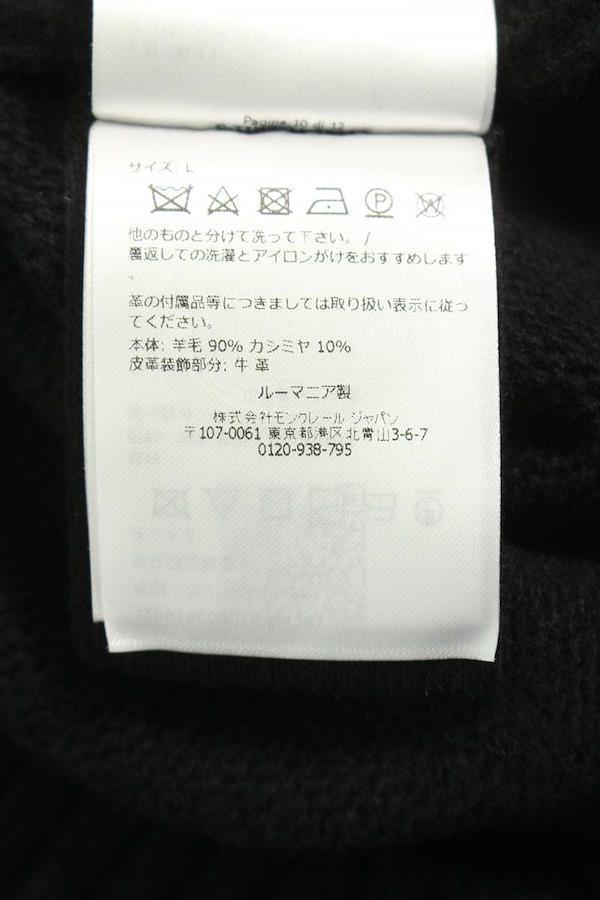 Pagina 10 di 12
サイズ: L
P
W
他のものと分けて洗って下さい。 /
裏返しての洗濯とアイロンがけをおすすめします
。
革の付属品等につきましては取り扱い表示に従っ
てください。
本体: 羊毛 90% カシミヤ 10%
皮革装飾部分: 牛 革
ルーマニア製
株式会社モンクレール ジャパン
〒107-0061 東京都港区北青山3-6-7
0120-938-795